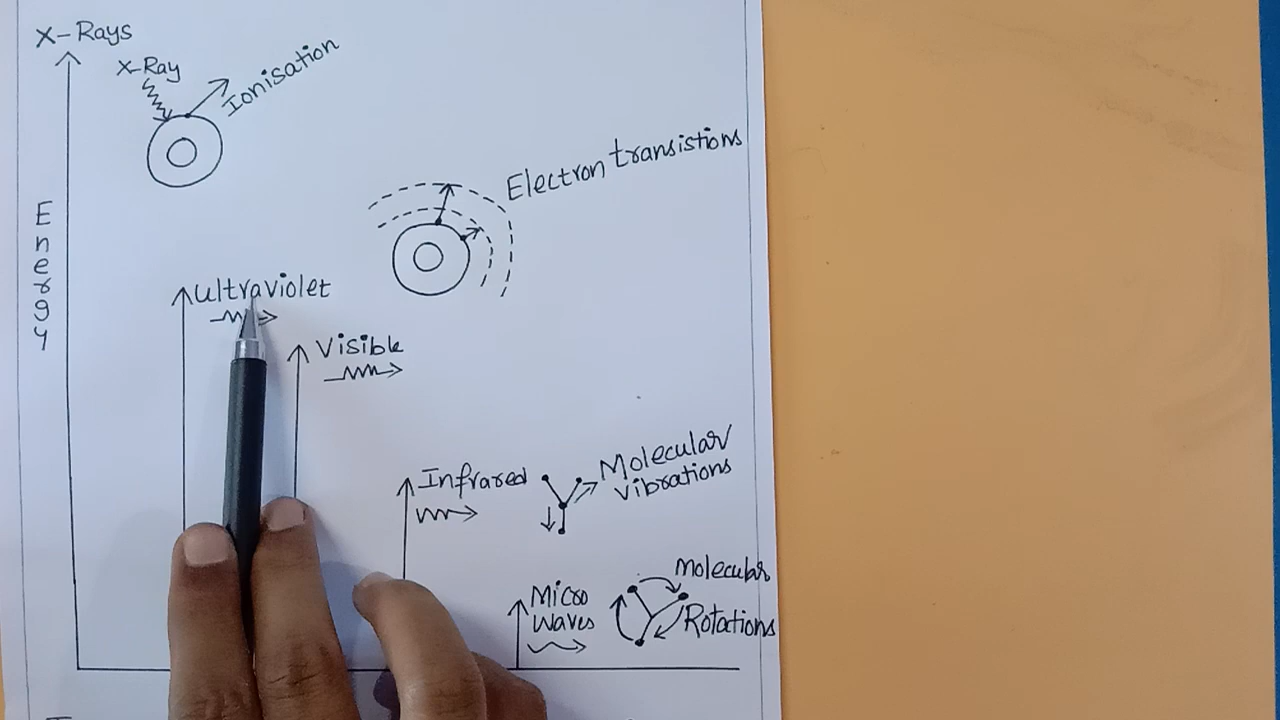 X-Rays
X-Ray
Ionisation
Electron transistions
Energy
Ultraviolet
Visible
Infrared
Molecular
vibrations
Micro
Waves
Molecular
Rotations